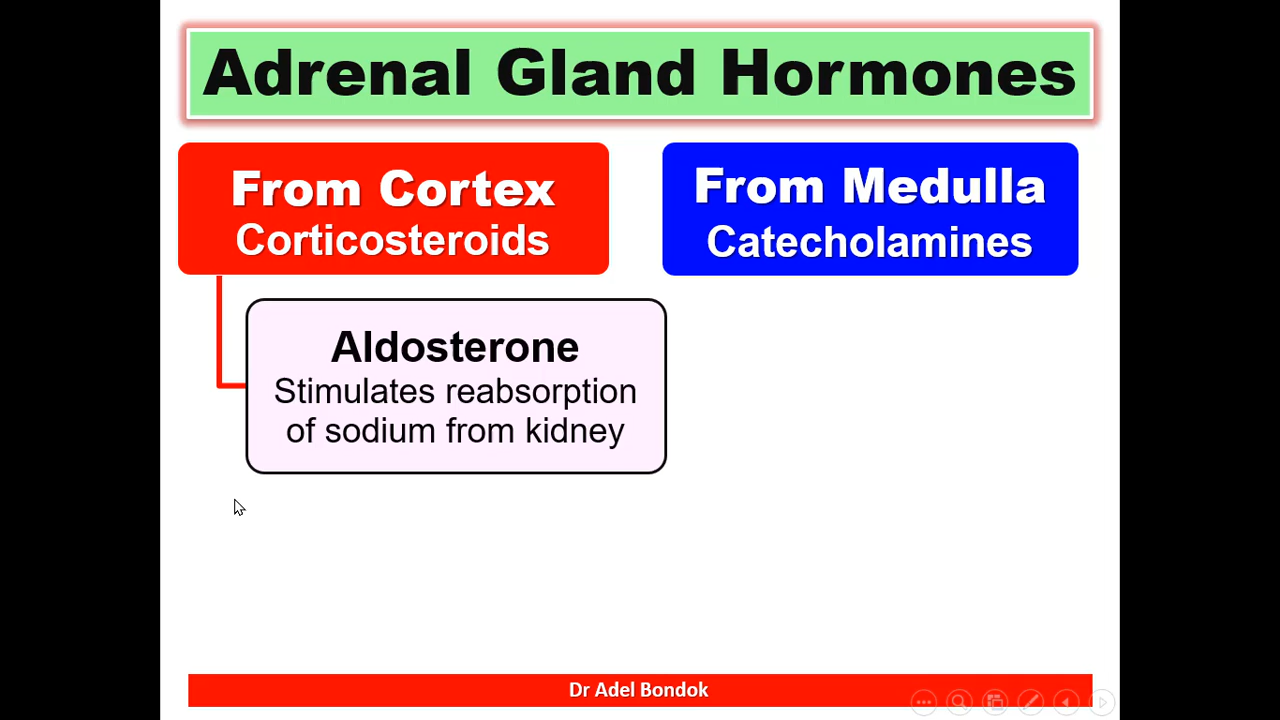 Adrenal Gland Hormones
From Cortex
Corticosteroids
From Medulla
Catecholamines
Aldosterone
Stimulates reabsorption
of sodium from kidney
Dr Adel Bondok